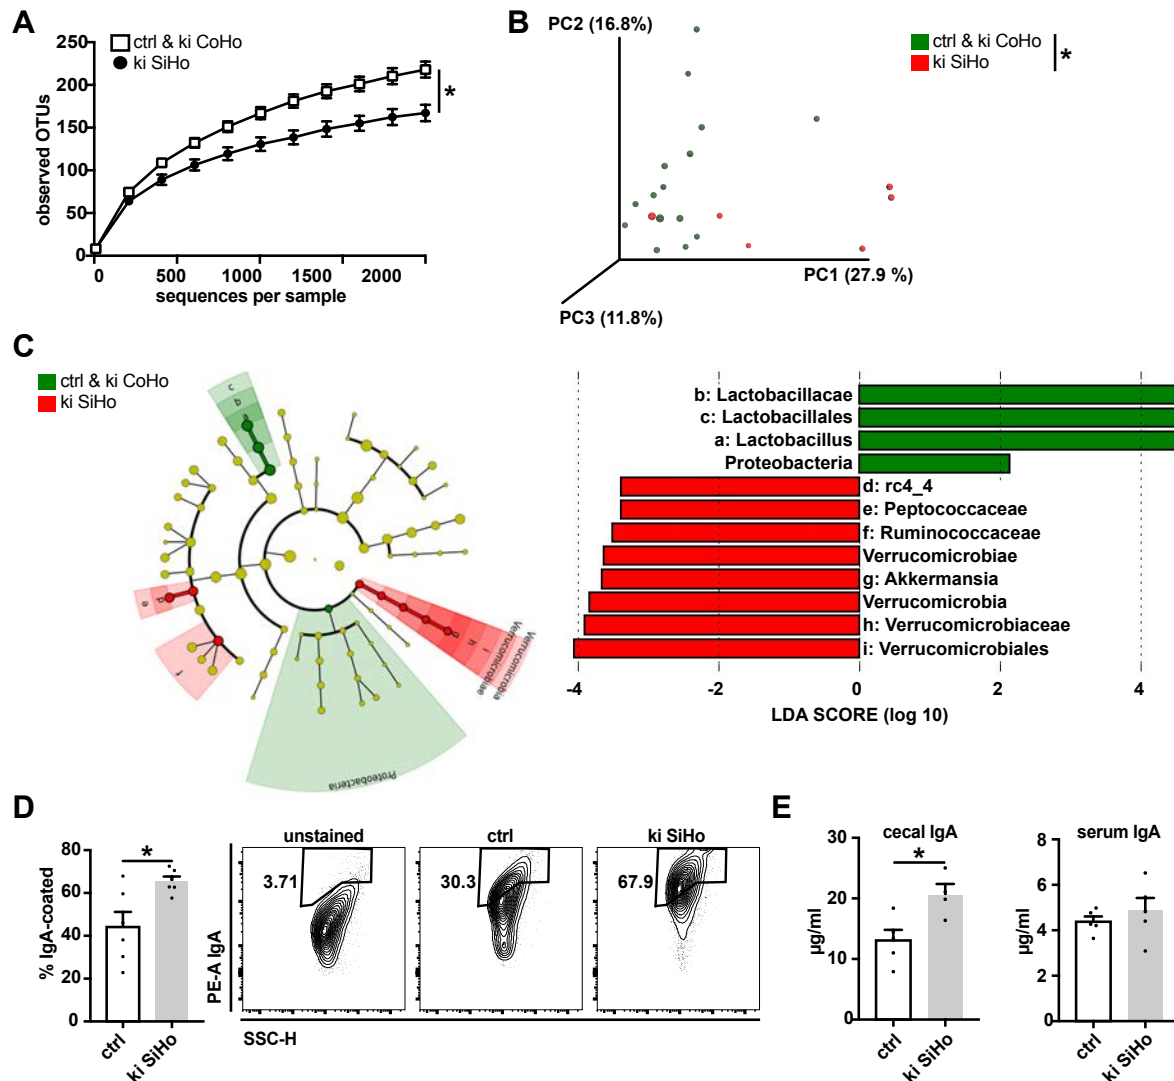 A
ctrl & ki CoHo
ki SiHo
250
200
150
100
50
0
observed OTUs
*
0 500 1000 1500 2000
sequences per sample
B
PC2 (16.8%)
ctrl & ki CoHo
ki SiHo
*
PC1 (27.9 %)
PC3 (11.8%)
C
ctrl & ki CoHo
ki SiHo
c
b
a
e
d
f
g
h
i
Verrucomicrobiae
Verrucomicrobia
Proteobacteria
b: Lactobacillacae
c: Lactobacillales
a: Lactobacillus
Proteobacteria
d: rc4_4
e: Peptococcaceae
f: Ruminococcaceae
Verrucomicrobiae
g: Akkermansia
Verrucomicrobia
h: Verrucomicrobiaceae
i: Verrucomicrobiales
-4 -2 0 2 4
LDA SCORE (log 10)
D
80
60
40
20
0
% IgA-coated
*
ctrl
ki SiHo
unstained
ctrl
ki SiHo
3.71
30.3
67.9
PE-A IgA
SSC-H
E
cecal IgA
30
20
10
0
µg/ml
*
ctrl
ki SiHo
serum IgA
8
6
4
2
0
µg/ml
ctrl
ki SiHo